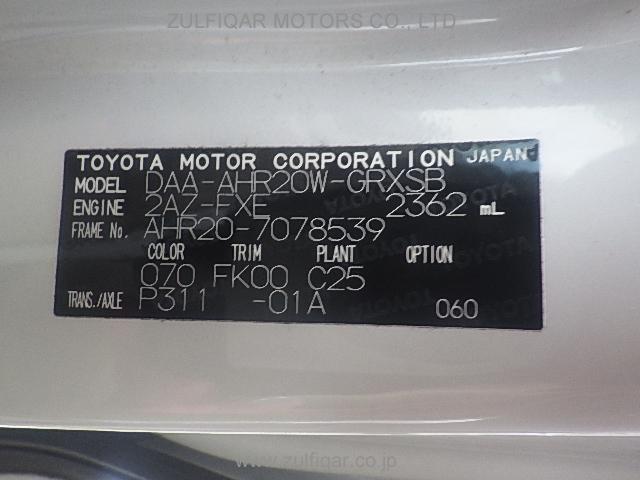 ZULFIQAR MOTORS CO., LTD.
TOYOTA MOTOR CORPORATION JAPAN
MODEL DAA-AHR20W-GRXSB
ENGINE 2AZ-FXE 2362 mL
FRAME No. AHR20-7078539
COLOR TRIM PLANT OPTION
070 FK00 C25
TRANS./AXLE P311 -01A 060
www.zulfiqar.co.jp